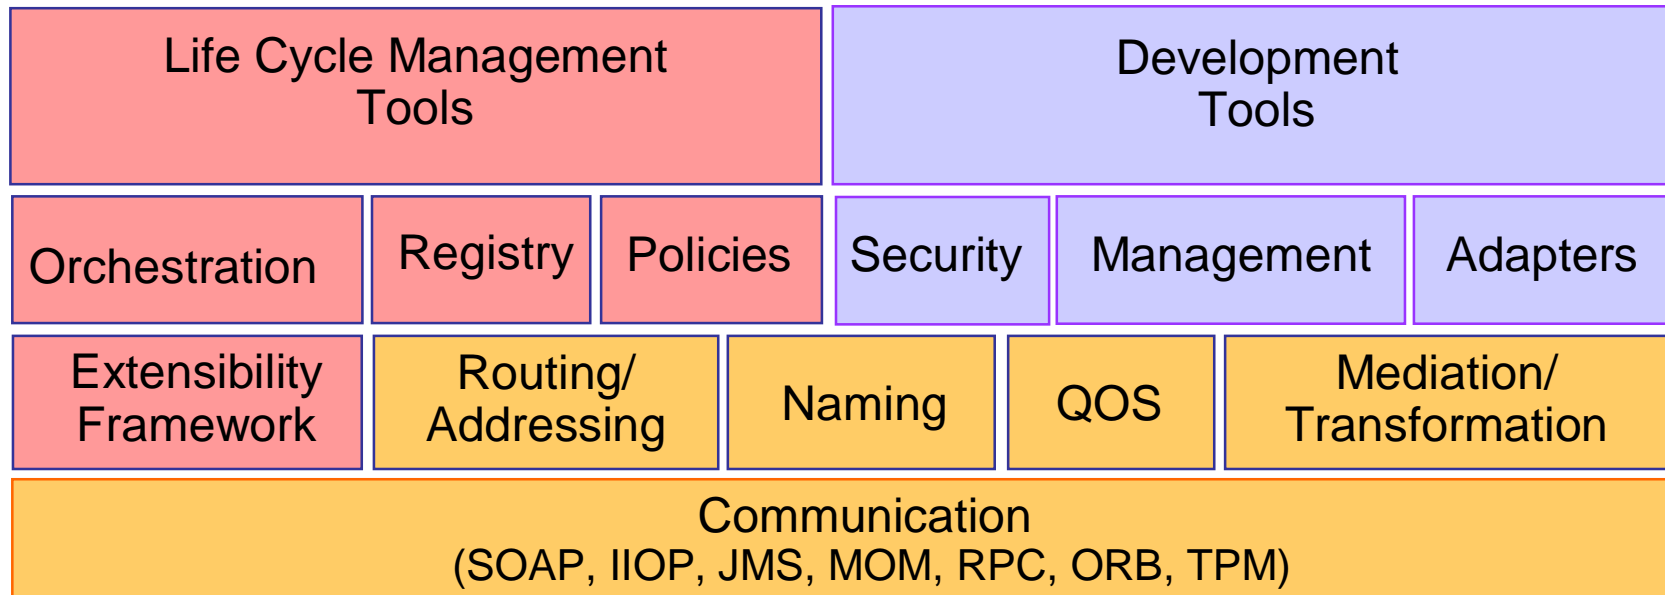 Life Cycle Management
Tools
Development
Tools
Orchestration
Registry
Policies
Security
Management
Adapters
Extensibility
Framework
Routing/
Addressing
Naming
QOS
Mediation/
Transformation
Communication
(SOAP, IIOP, JMS, MOM, RPC, ORB, TPM)